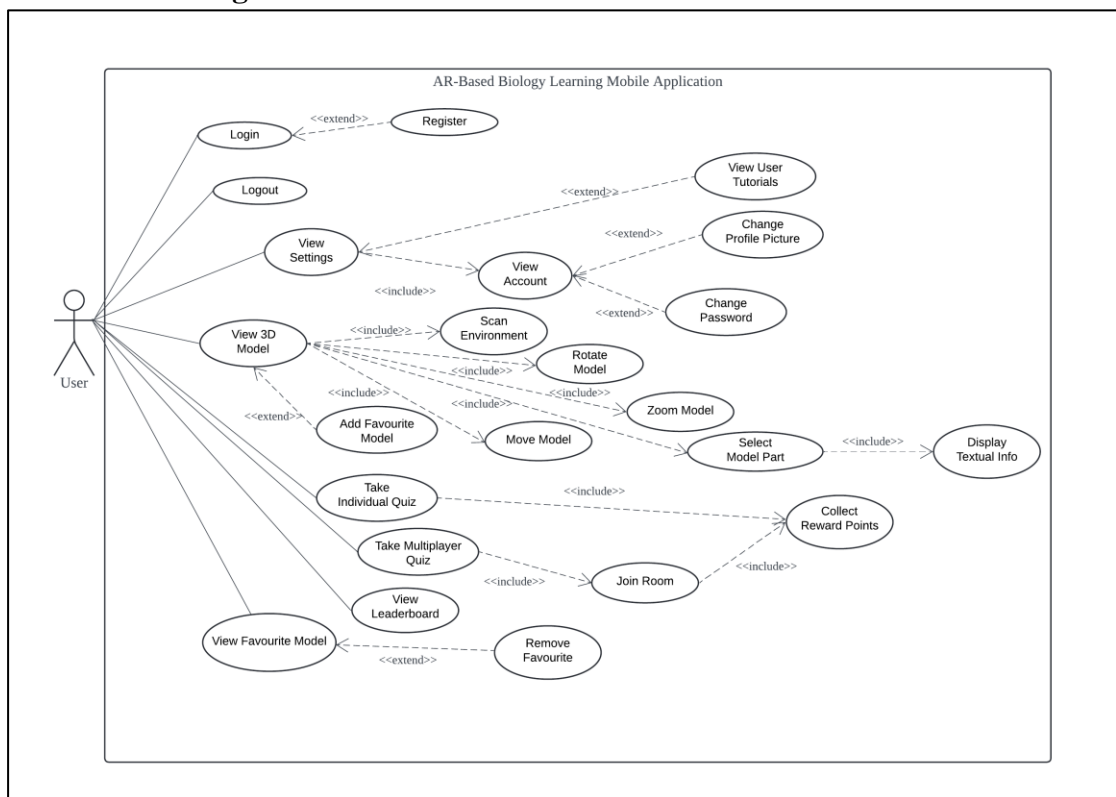 AR-Based Biology Learning Mobile Application
<<extend>>
Register
Login
Logout
View User
Tutorials
<<extend>>
Change
Profile Picture
<<extend>>
View
Settings
View
Account
<<include>>
Change
Password
<<extend>>
User
View 3D
Model
<<include>>
Scan
Environment
Rotate
Model
<<include>>
<<include>>
<<include>>
<<include>>
Zoom Model
<<extend>>
Add Favourite
Model
Move Model
Select
Model Part
<<include>>
Display
Textual Info
Take
Individual Quiz
<<include>>
Collect
Reward Points
Take Multiplayer
Quiz
<<include>>
Join Room
<<include>>
View
Leaderboard
View Favourite Model
<<extend>>
Remove
Favourite